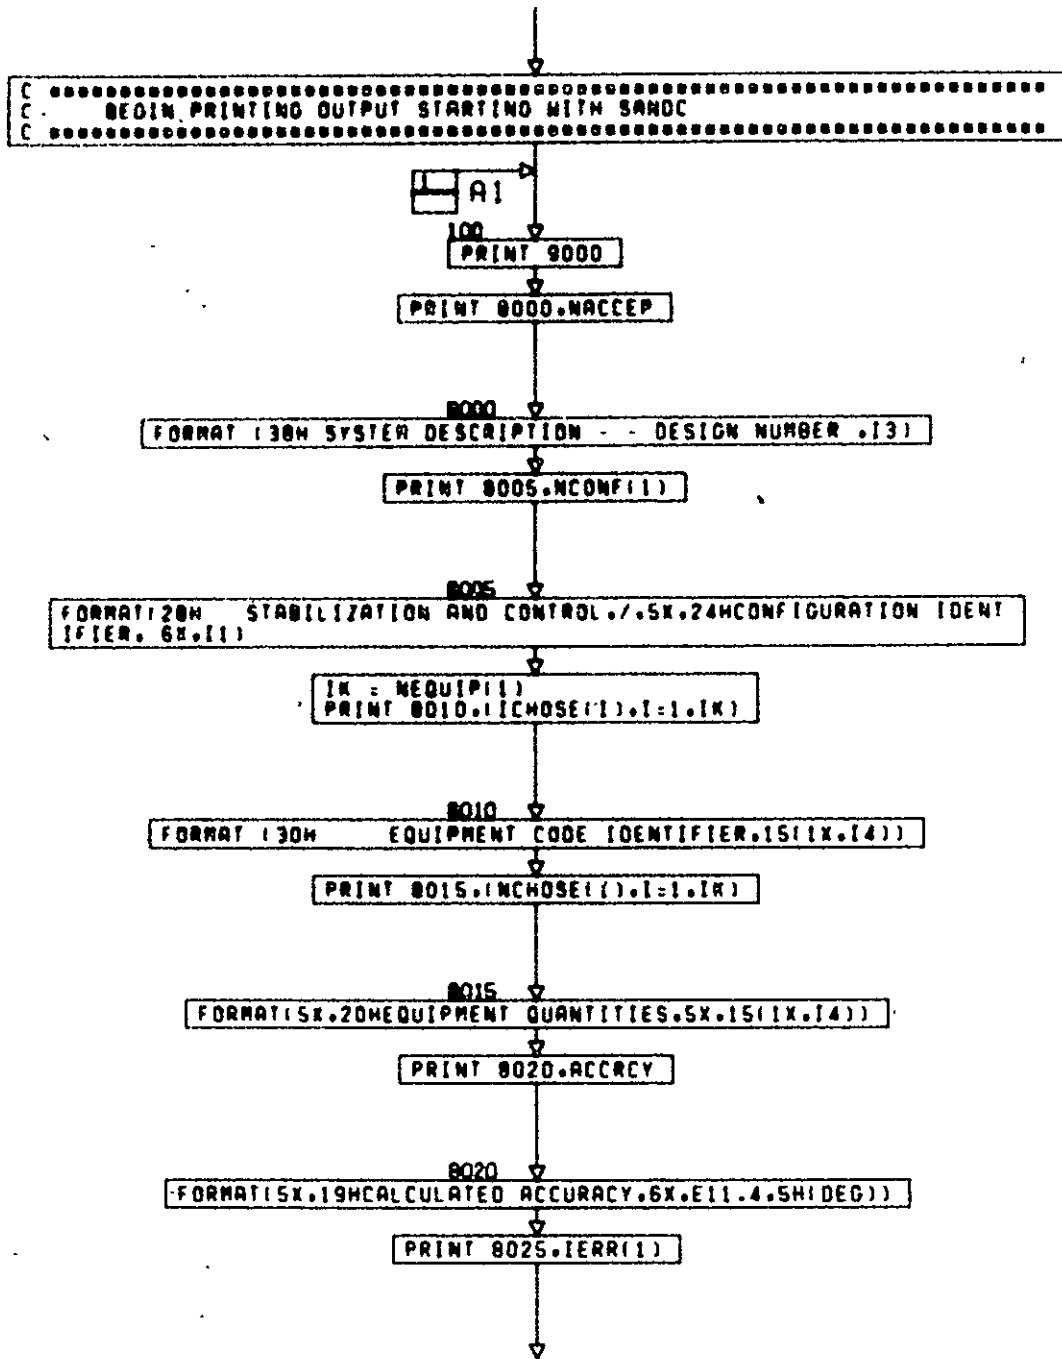 C ••••••••••••••••••••••••••••••••••••••••••••••••••••••••••••••••••••••
C BEGIN PRINTING OUTPUT STARTING WITH SANDC
C ••••••••••••••••••••••••••••••••••••••••••••••••••••••••••••••••••••••
1 A1
100
PRINT 9000
PRINT 8000,NACCEP
8000
FORMAT (38H SYSTEM DESCRIPTION - - DESIGN NUMBER ,I3)
PRINT 8005,NCONF(1)
8005
FORMAT(28H STABILIZATION AND CONTROL,/,5X,24HCONFIGURATION IDENT
IFIER, 6X,I1)
IK = NEQUIP(1)
PRINT 8010,(ICHOSE(I),I=1,IK)
8010
FORMAT (30H EQUIPMENT CODE IDENTIFIER,15(1X,I4))
PRINT 8015,(NCHOSE(I),I=1,IK)
8015
FORMAT(5X,20HEQUIPMENT QUANTITIES,5X,15(1X,I4))
PRINT 8020,ACCRCY
8020
FORMAT(5X,19HCALCULATED ACCURACY,6X,E11.4,5H(DEG))
PRINT 8025,IERR(1)